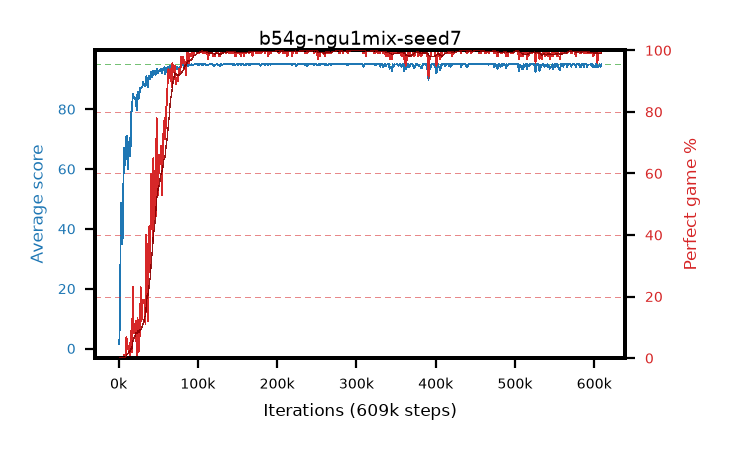 b54g-ngu1mix-seed7
Average score
80
60
40
20
0
100
80
60
40
20
0
Perfect game %
0k 100k 200k 300k 400k 500k 600k
Iterations (609k steps)